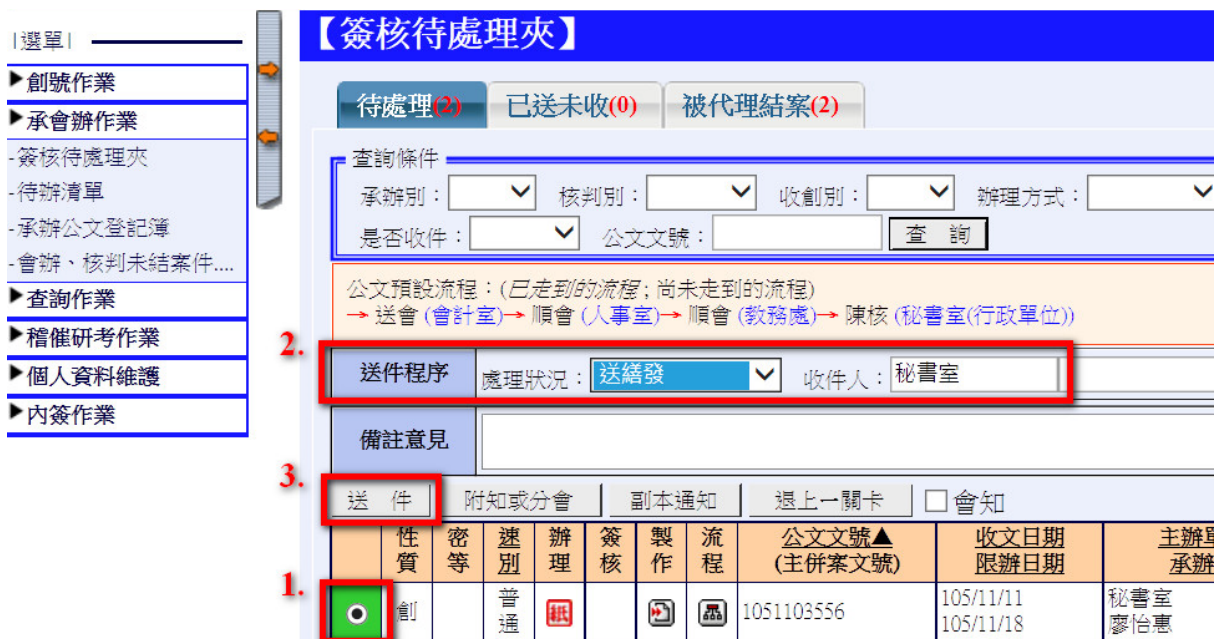 |選單|
▶創號作業
▶承會辦作業
-簽核待處理夾
-待辦清單
-承辦公文登記簿
-會辦、核判未結案件....
▶查詢作業
▶稽催研考作業
▶個人資料維護
▶內簽作業
【簽核待處理夾】
待處理(2) 已送未收(0) 被代理結案(2)
查詢條件
承辦別： 核判別： 收創別： 辦理方式：
是否收件： 公文文號： 查 詢
公文預設流程：(已走到的流程;尚未走到的流程)
→ 送會 (會計室)→ 順會 (人事室)→ 順會 (教務處)→ 陳核 (秘書室(行政單位))
2.
送件程序 處理狀況： 送繕發 收件人： 秘書室
備註意見
3.
送 件 附知或分會 副本通知 退上一關卡 會知
性質 密等 速別 辦理 簽核 製作 流程 公文文號▲ 收文日期 主辦
(主併案文號) 限辦日期 承辦
1.
創 普通 紙 1051103556 105/11/11 秘書室
105/11/18 廖怡惠